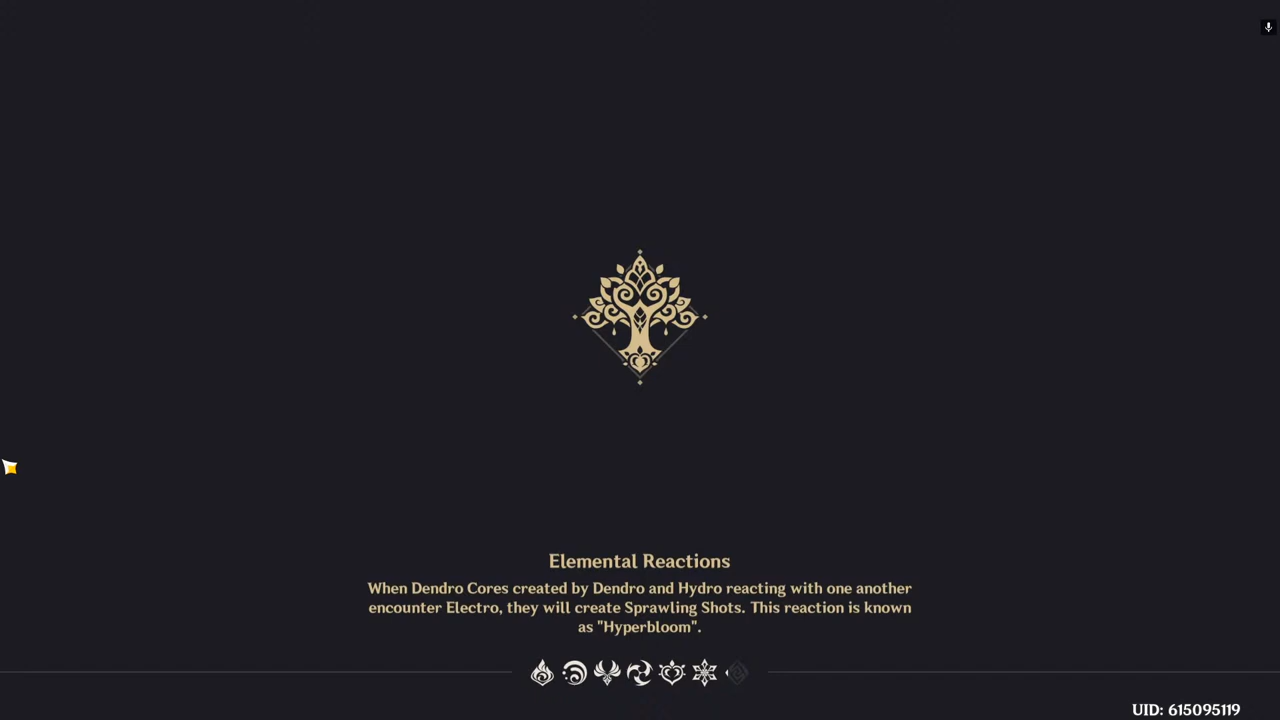 Elemental Reactions
When Dendro Cores created by Dendro and Hydro reacting with one another
encounter Electro, they will create Sprawling Shots. This reaction is known
as "Hyperbloom".
UID: 615095119